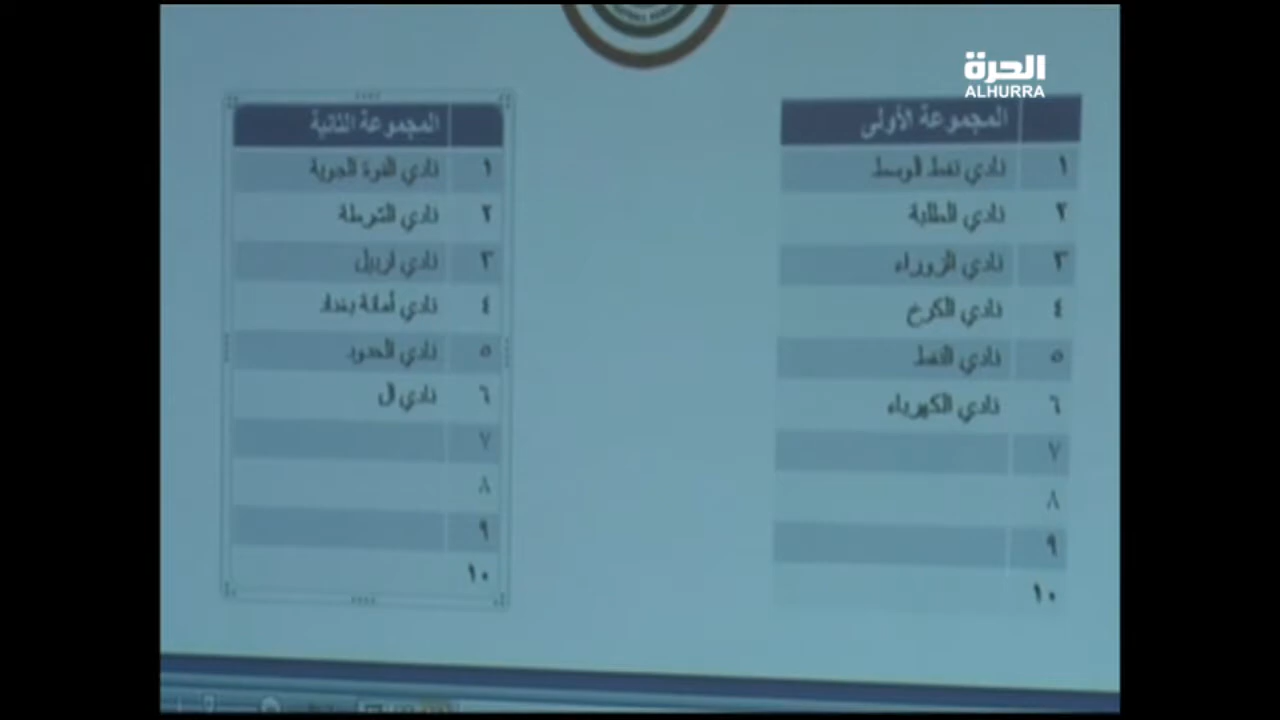 الحرة
ALHURRA
المجموعة الأولى
١ نادي نفط الوسط
٢ نادي الطلبة
٣ نادي الزوراء
٤ نادي الكرخ
٥ نادي النفط
٦ نادي الكهرباء
٧
٨
٩
١٠
المجموعة الثانية
١ نادي القوة الجوية
٢ نادي الشرطة
٣ نادي اربيل
٤ نادي أمانة بغداد
٥ نادي الحدود
٦ نادي ال
٧
٨
٩
١٠